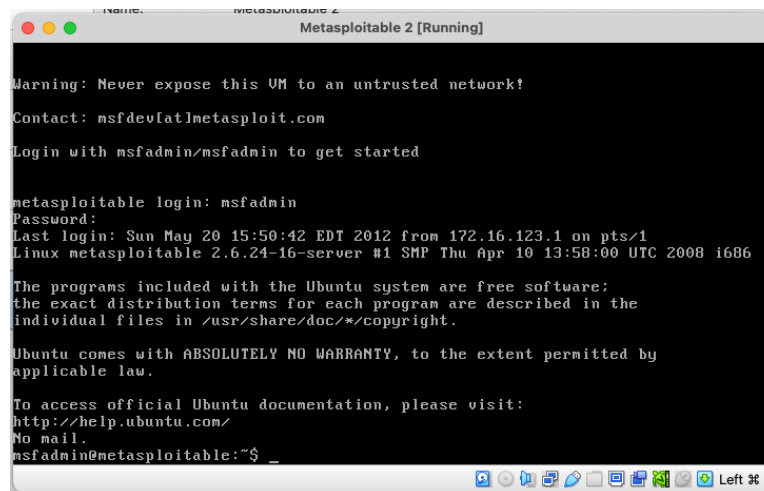 Name: Metasploitable 2
Metasploitable 2 [Running]
Warning: Never expose this VM to an untrusted network!
Contact: msfdev[at]metasploit.com
Login with msfadmin/msfadmin to get started
metasploitable login: msfadmin
Password:
Last login: Sun May 20 15:50:42 EDT 2012 from 172.16.123.1 on pts/1
Linux metasploitable 2.6.24-16-server #1 SMP Thu Apr 10 13:58:00 UTC 2008 i686
The programs included with the Ubuntu system are free software;
the exact distribution terms for each program are described in the
individual files in /usr/share/doc/*/copyright.
Ubuntu comes with ABSOLUTELY NO WARRANTY, to the extent permitted by
applicable law.
To access official Ubuntu documentation, please visit:
http://help.ubuntu.com/
No mail.
msfadmin@metasploitable:~$ _
Left ⌘